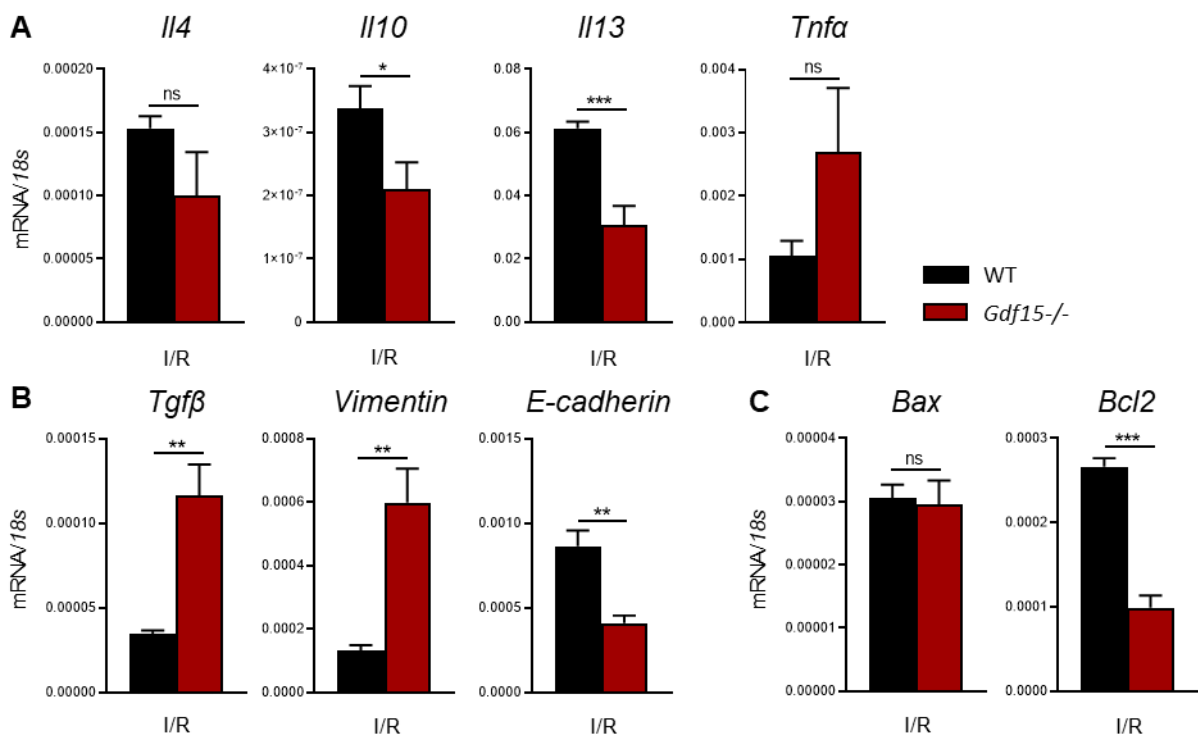 A
Il4
Il10
Il13
Tnfα
mRNA/18s
0.00020
0.00015
0.00010
0.00005
0.00000
ns
I/R
4×10⁻⁷
3×10⁻⁷
2×10⁻⁷
1×10⁻⁷
0
*
I/R
0.08
0.06
0.04
0.02
0.00
***
I/R
0.004
0.003
0.002
0.001
0.000
ns
I/R
WT
Gdf15-/-
B
Tgfβ
Vimentin
E-cadherin
mRNA/18s
0.00015
0.00010
0.00005
0.00000
**
I/R
0.0008
0.0006
0.0004
0.0002
0.0000
**
I/R
0.0015
0.0010
0.0005
0.0000
**
I/R
C
Bax
Bcl2
mRNA/18s
0.00004
0.00003
0.00002
0.00001
0.00000
ns
I/R
0.0003
0.0002
0.0001
0.0000
***
I/R